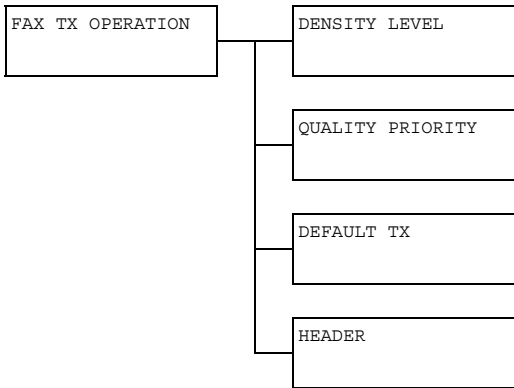 FAX TX OPERATION
DENSITY LEVEL
QUALITY PRIORITY
DEFAULT TX
HEADER